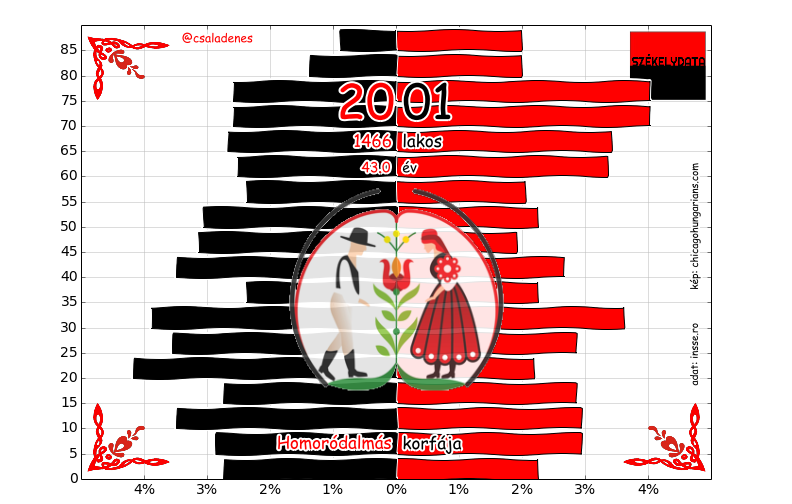 @csaladenes
SZÉKELYDATA
2001
1466 lakos
43.0 év
kép: chicagohungarians.com
adat: insse.ro
Homoródalmás korfája
85
80
75
70
65
60
55
50
45
40
35
30
25
20
15
10
5
0
4% 3% 2% 1% 0% 1% 2% 3% 4%